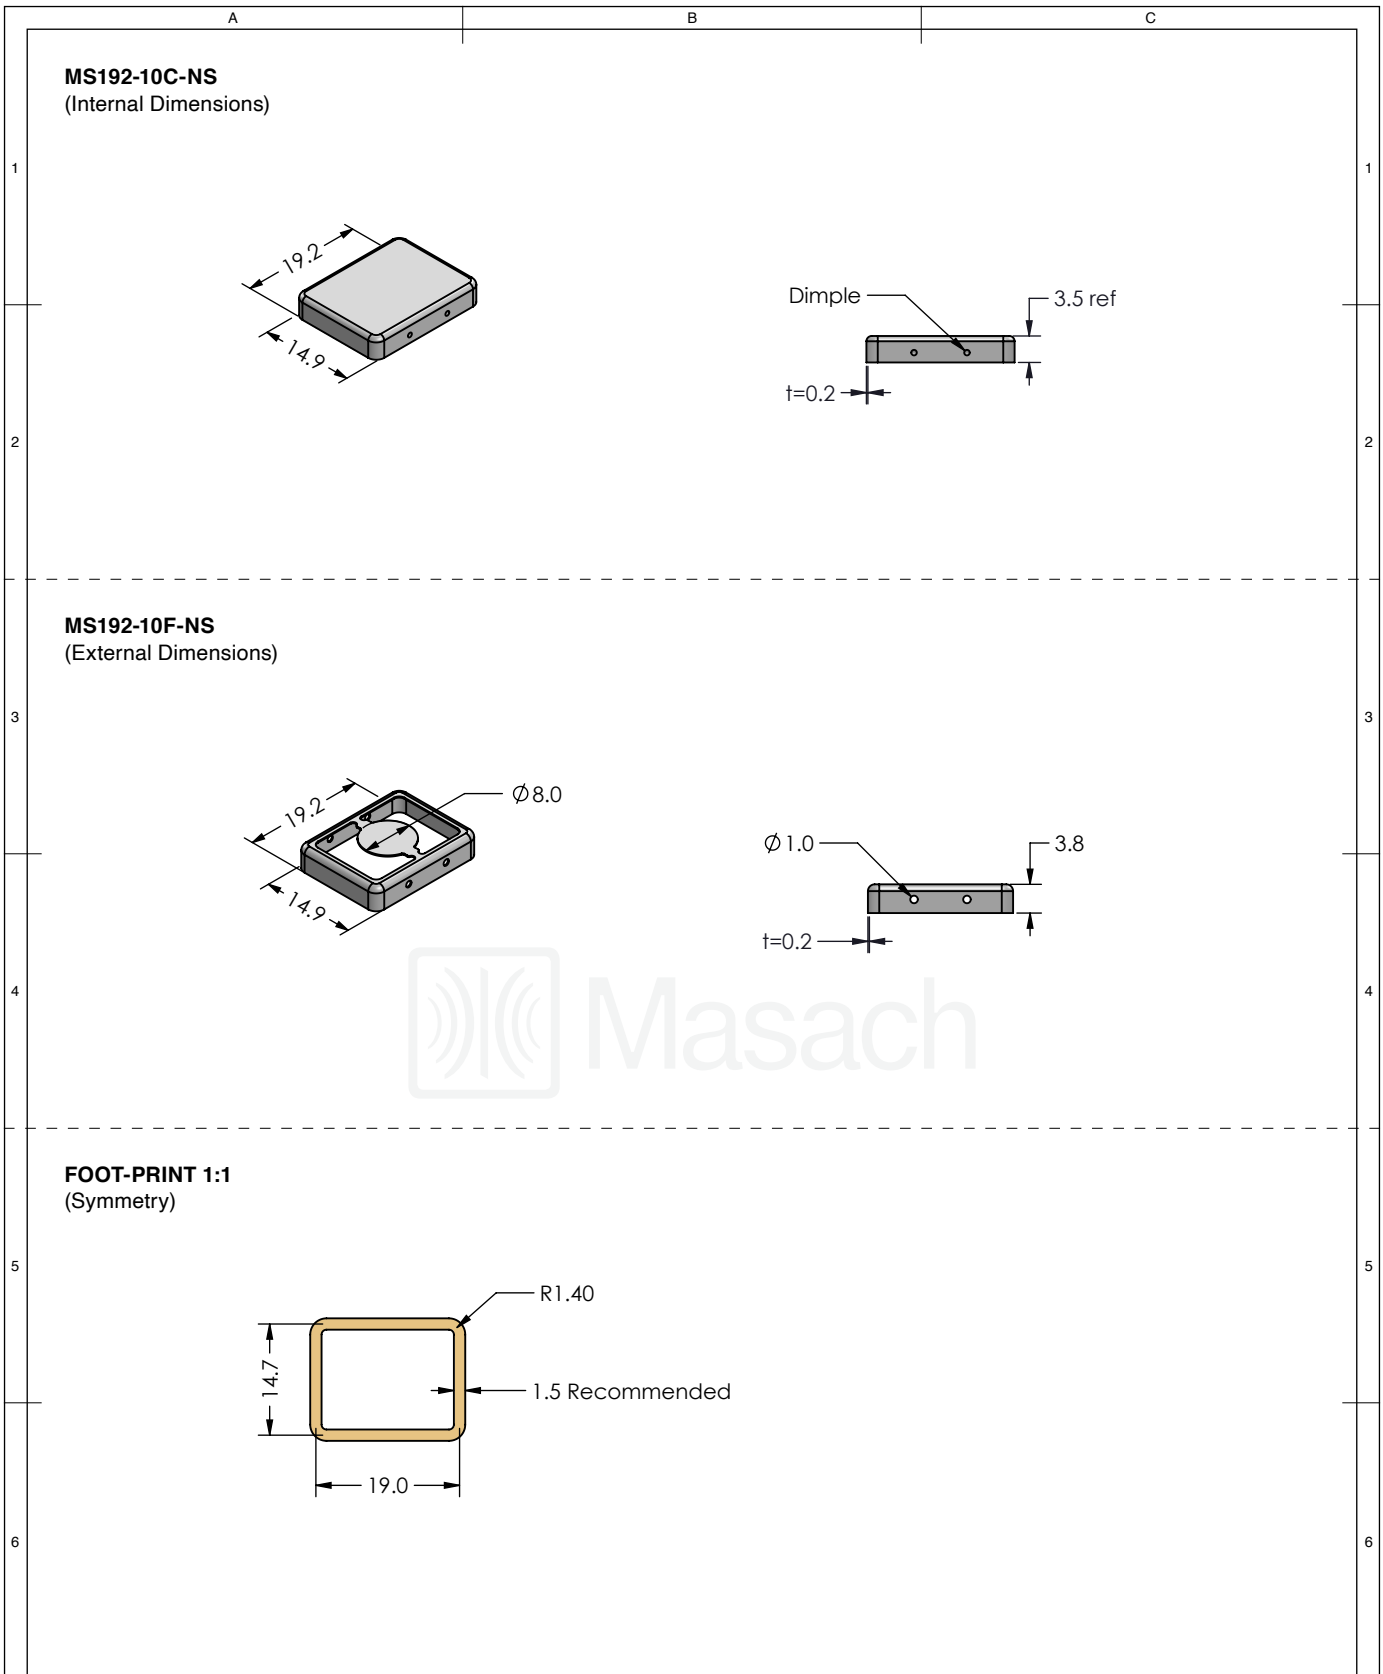 A B C
MS192-10C-NS
(Internal Dimensions)
1 1
19.2
14.9
Dimple
3.5 ref
t=0.2
2 2
MS192-10F-NS
(External Dimensions)
3 3
19.2
Ø8.0
14.9
Ø1.0
3.8
t=0.2
Masach
4 4
FOOT-PRINT 1:1
(Symmetry)
5 5
R1.40
14.7
1.5 Recommended
19.0
6 6